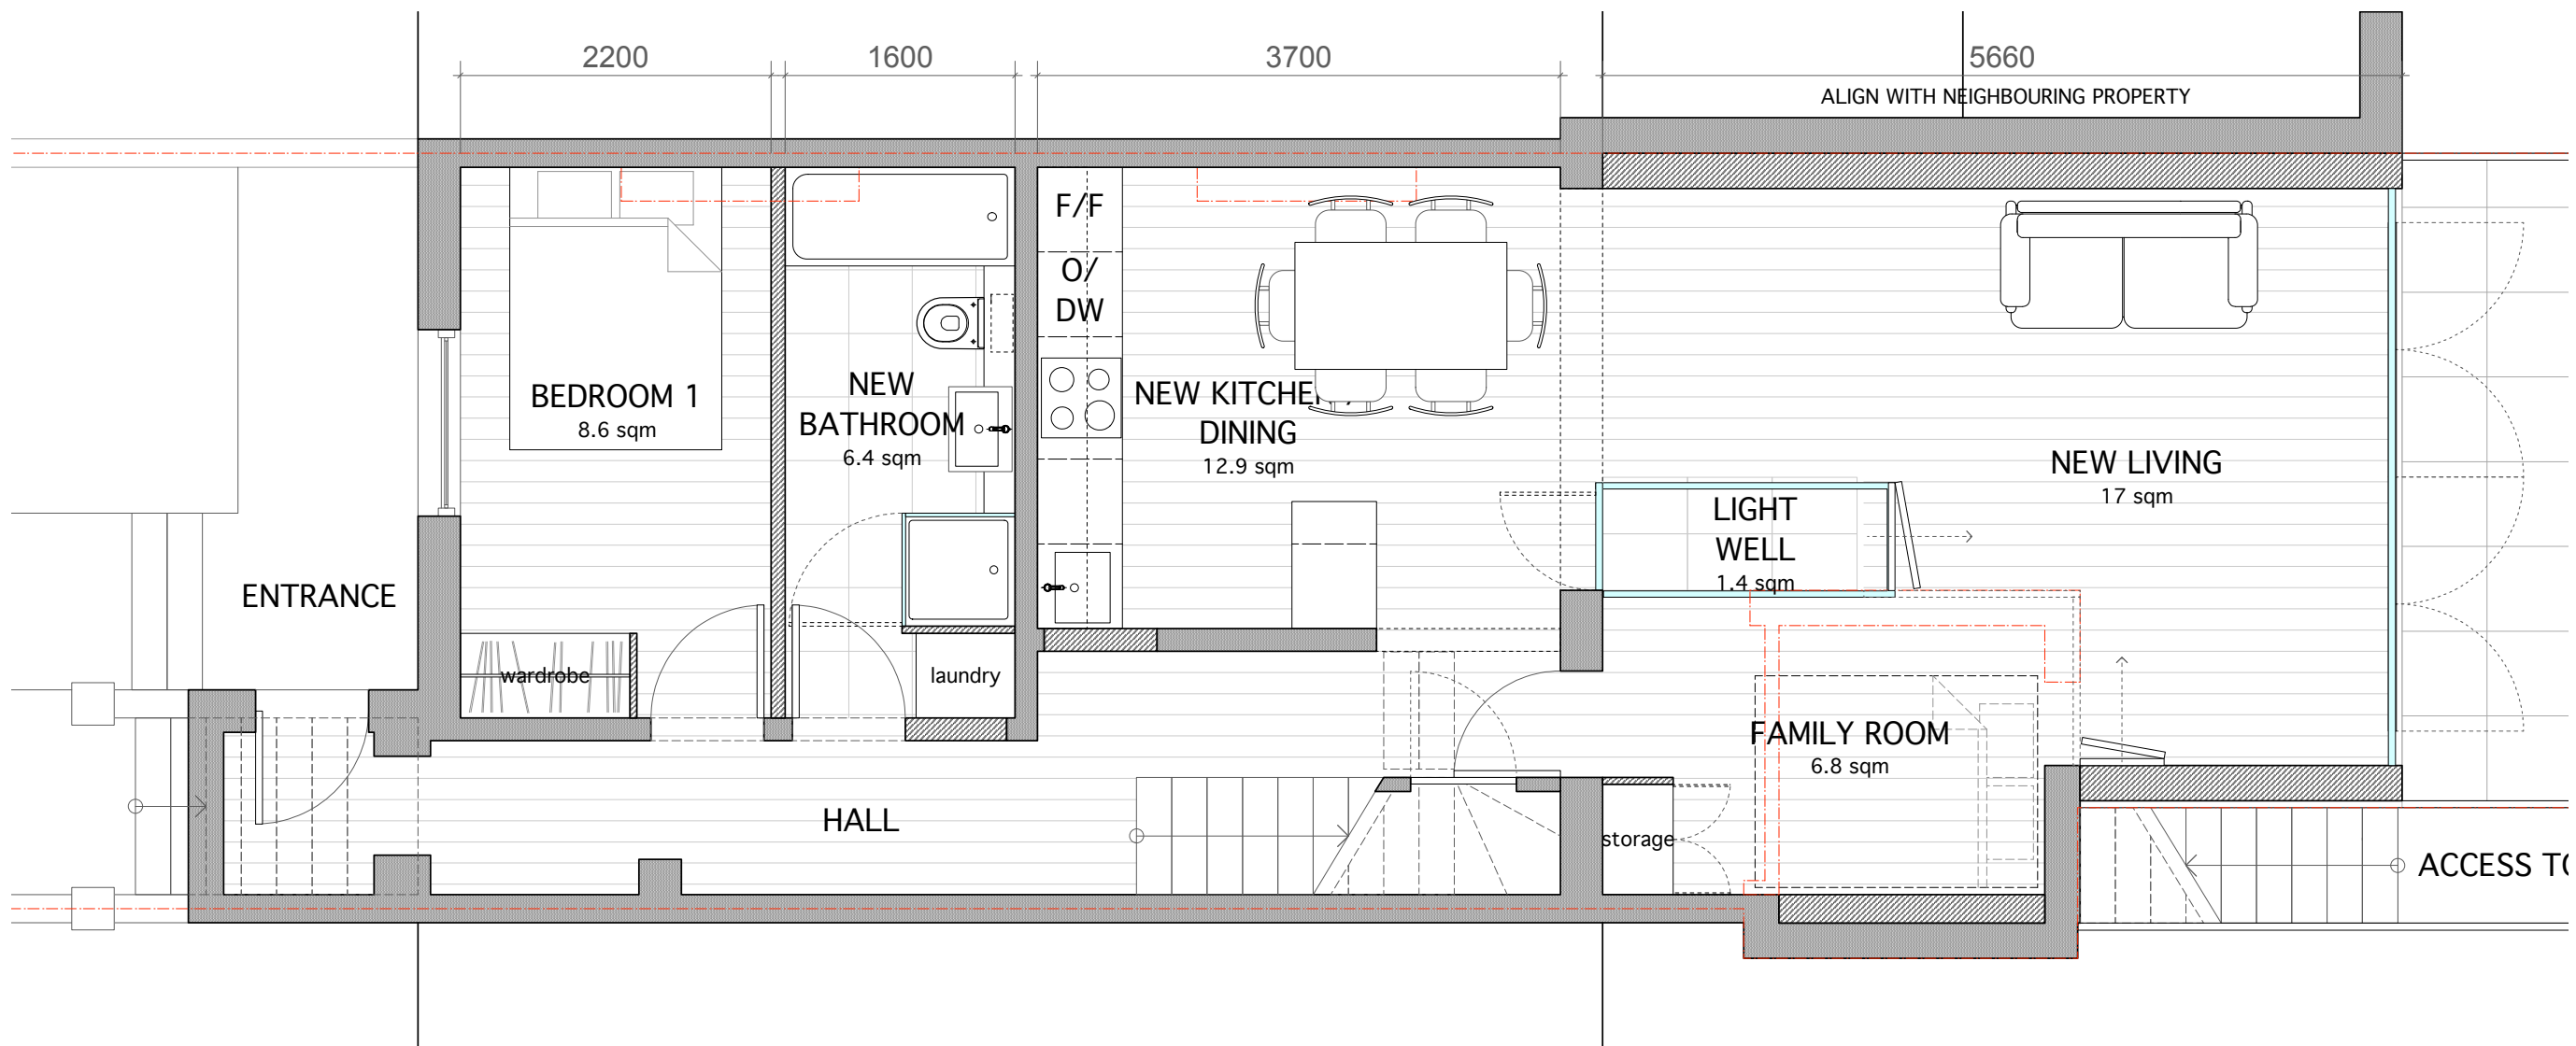 2200
1600
3700
5660
ALIGN WITH NEIGHBOURING PROPERTY
F/F
O/
DW
BEDROOM 1
8.6 sqm
NEW
BATHROOM
6.4 sqm
NEW KITCHEN/
DINING
12.9 sqm
NEW LIVING
17 sqm
LIGHT
WELL
1.4 sqm
ENTRANCE
wardrobe
laundry
FAMILY ROOM
6.8 sqm
HALL
storage
ACCESS TO